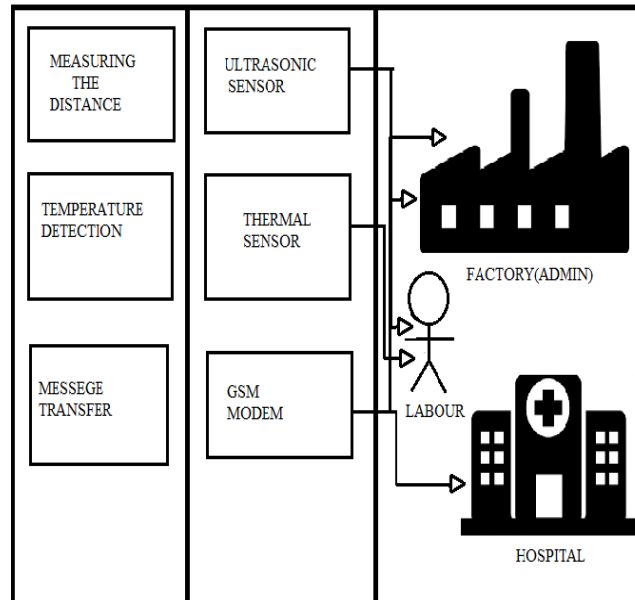 MEASURING
THE
DISTANCE
TEMPERATURE
DETECTION
MESSEGE
TRANSFER
ULTRASONIC
SENSOR
THERMAL
SENSOR
GSM
MODEM
FACTORY(ADMIN)
LABOUR
HOSPITAL